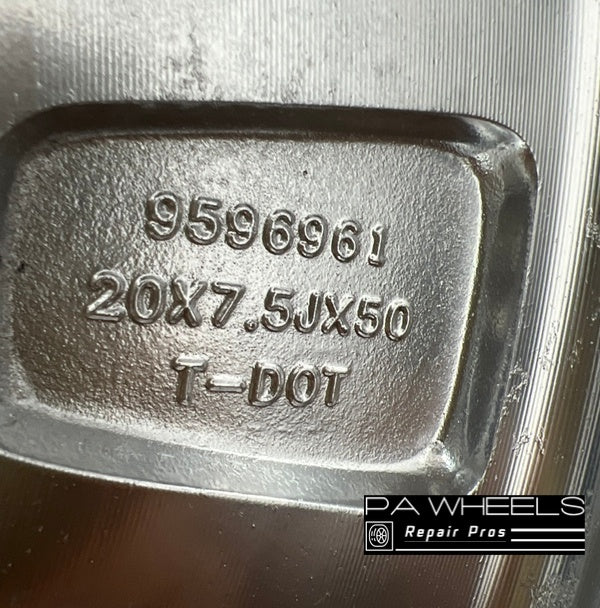 9596961
20X7.5JX50
T-DOT
PA WHEELS
Repair Pros